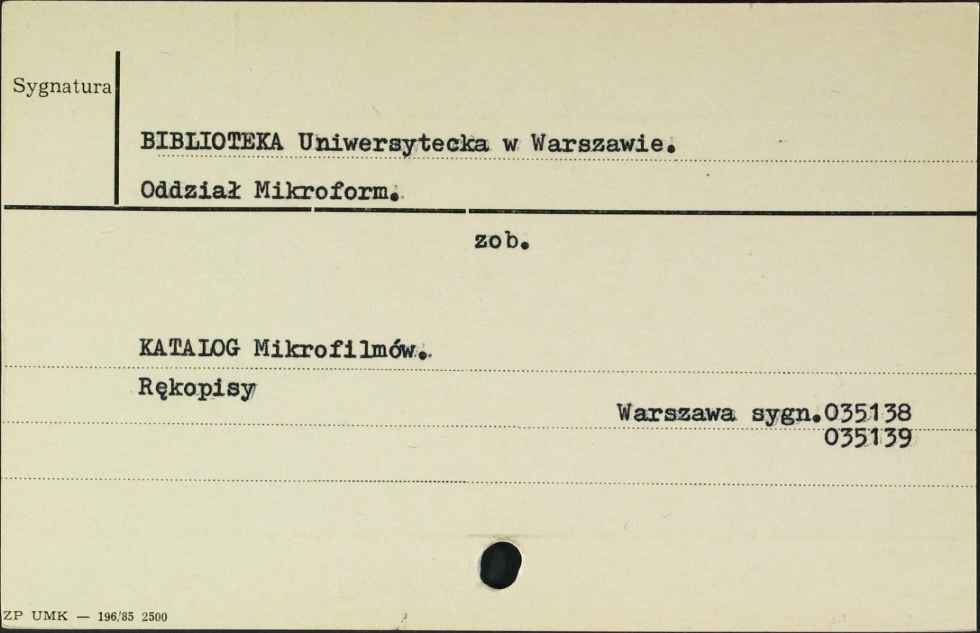 Sygnatura
BIBLIOTEKA Uniwersytecka w Warszawie.
Oddział Mikroform.
zob.
KATALOG Mikrofilmów.
Rękopisy
Warszawa sygn.035138
035139
ZP UMK — 196/85 2500